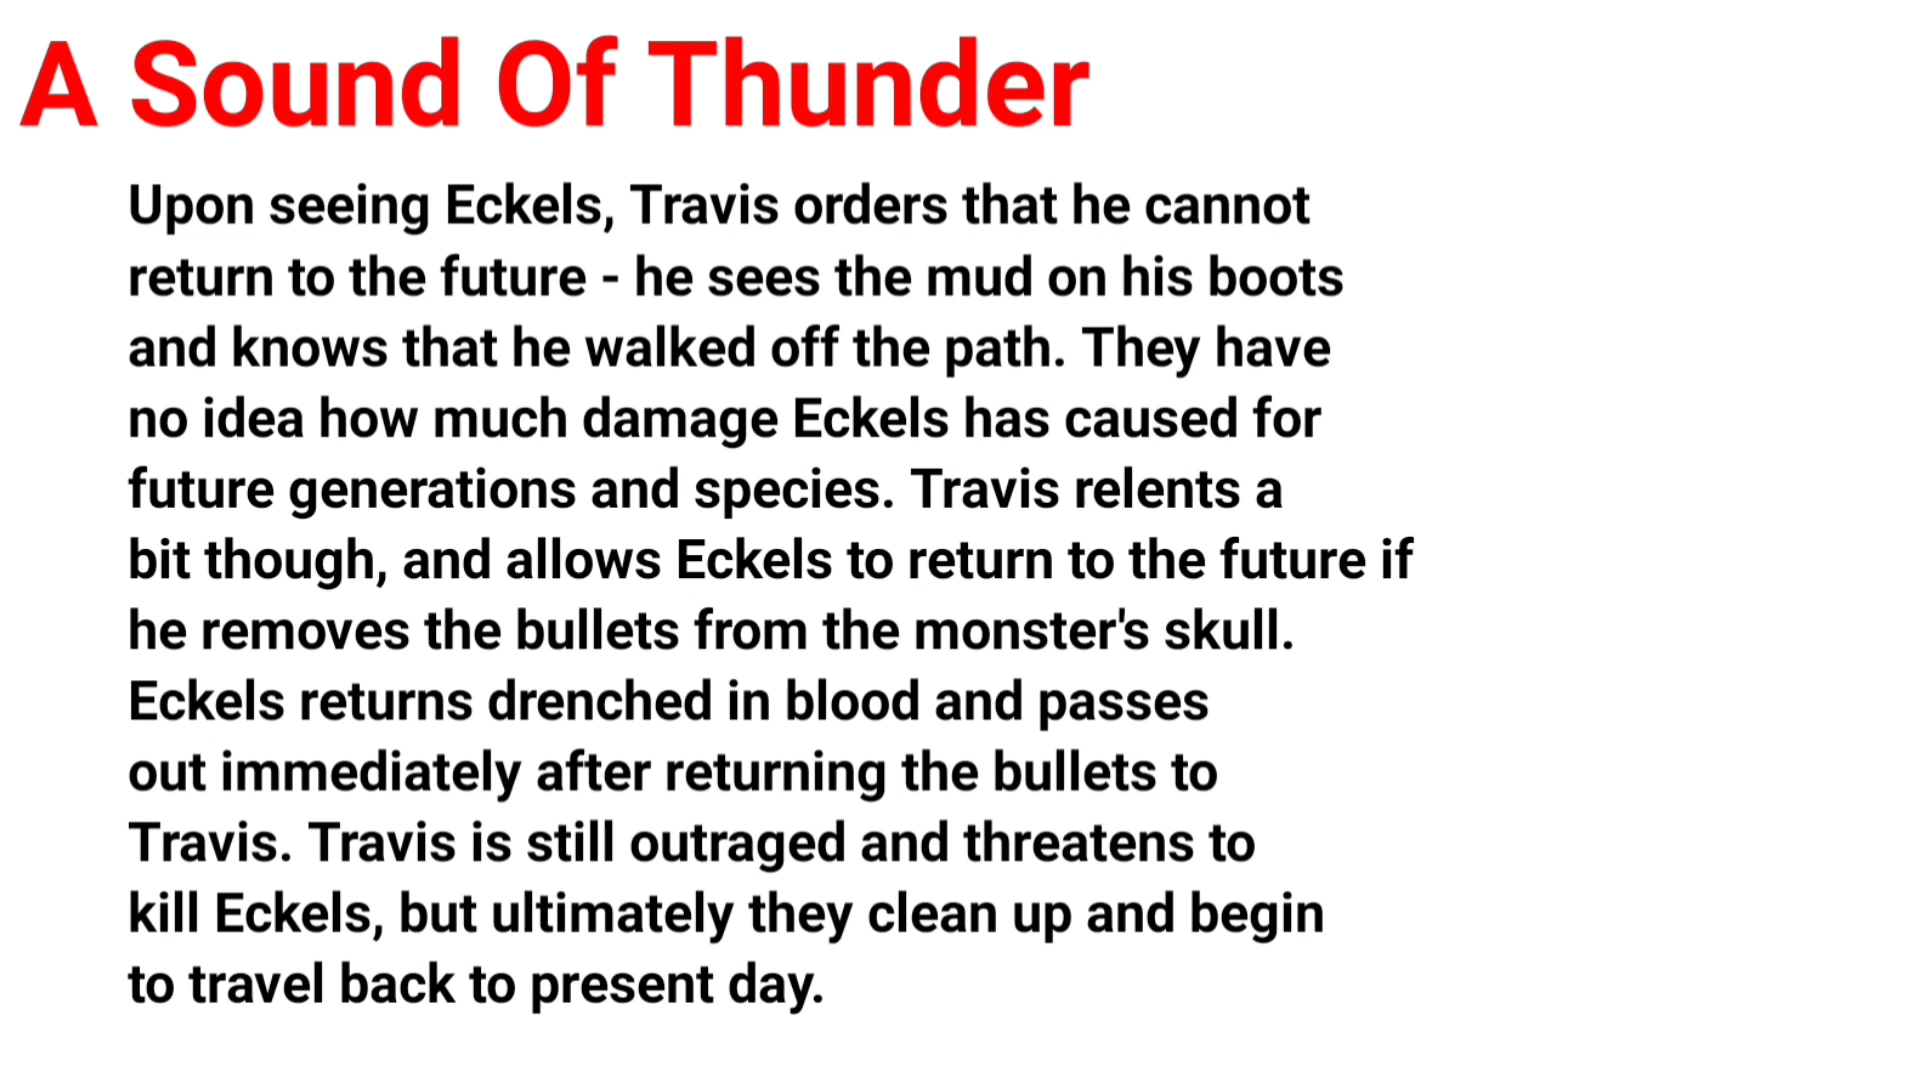 A Sound Of Thunder
Upon seeing Eckels, Travis orders that he cannot
return to the future - he sees the mud on his boots
and knows that he walked off the path. They have
no idea how much damage Eckels has caused for
future generations and species. Travis relents a
bit though, and allows Eckels to return to the future if
he removes the bullets from the monster's skull.
Eckels returns drenched in blood and passes
out immediately after returning the bullets to
Travis. Travis is still outraged and threatens to
kill Eckels, but ultimately they clean up and begin
to travel back to present day.